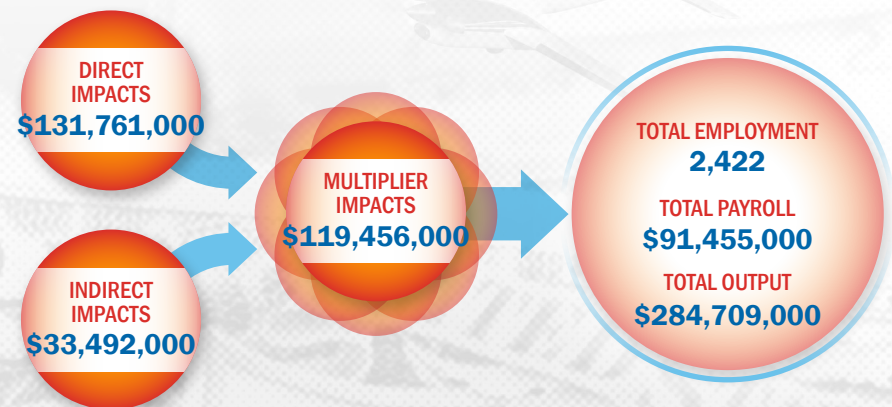 DIRECT
IMPACTS
$131,761,000
INDIRECT
IMPACTS
$33,492,000
MULTIPLIER
IMPACTS
$119,456,000
TOTAL EMPLOYMENT
2,422
TOTAL PAYROLL
$91,455,000
TOTAL OUTPUT
$284,709,000